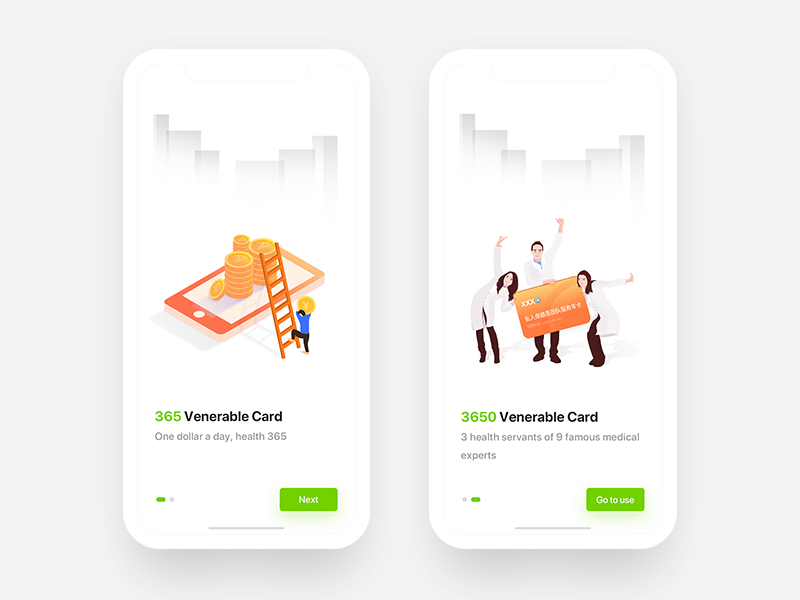 365 Venerable Card
One dollar a day, health 365
Next
XXX
私人保健医团队服务年卡
3650 Venerable Card
3 health servants of 9 famous medical
experts
Go to use